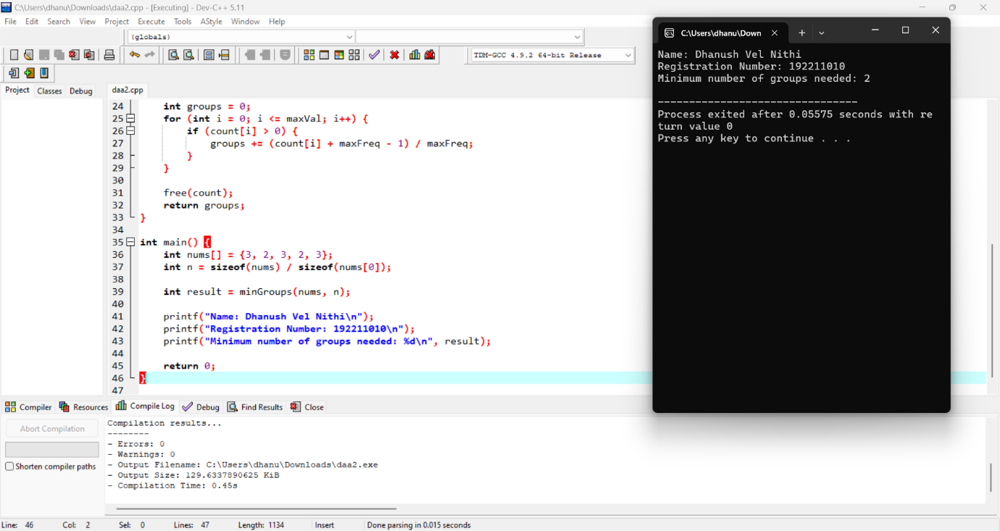 C:\Users\dhanu\Downloads\daa2.cpp - [Executing] - Dev-C++ 5.11
File Edit Search View Project Execute Tools AStyle Window Help
(globals)
TDM-GCC 4.9.2 64-bit Release
Project Classes Debug
daa2.cpp
24 int groups = 0;
25 for (int i = 0; i <= maxVal; i++) {
26 if (count[i] > 0) {
27 groups += (count[i] + maxFreq - 1) / maxFreq;
28 }
29 }
30
31 free(count);
32 return groups;
33 }
34
35 int main() {
36 int nums[] = {3, 2, 3, 2, 3};
37 int n = sizeof(nums) / sizeof(nums[0]);
38
39 int result = minGroups(nums, n);
40
41 printf("Name: Dhanush Vel Nithi\n");
42 printf("Registration Number: 192211010\n");
43 printf("Minimum number of groups needed: %d\n", result);
44
45 return 0;
46 }
47
C:\Users\dhanu\Down
Name: Dhanush Vel Nithi
Registration Number: 192211010
Minimum number of groups needed: 2
--------------------------------
Process exited after 0.05575 seconds with re
turn value 0
Press any key to continue . . .
Compiler Resources Compile Log Debug Find Results Close
Abort Compilation
Shorten compiler paths
Compilation results...
--------
- Errors: 0
- Warnings: 0
- Output Filename: C:\Users\dhanu\Downloads\daa2.exe
- Output Size: 129.6337890625 KiB
- Compilation Time: 0.45s
Line: 46 Col: 2 Sel: 0 Lines: 47 Length: 1134 Insert Done parsing in 0.015 seconds